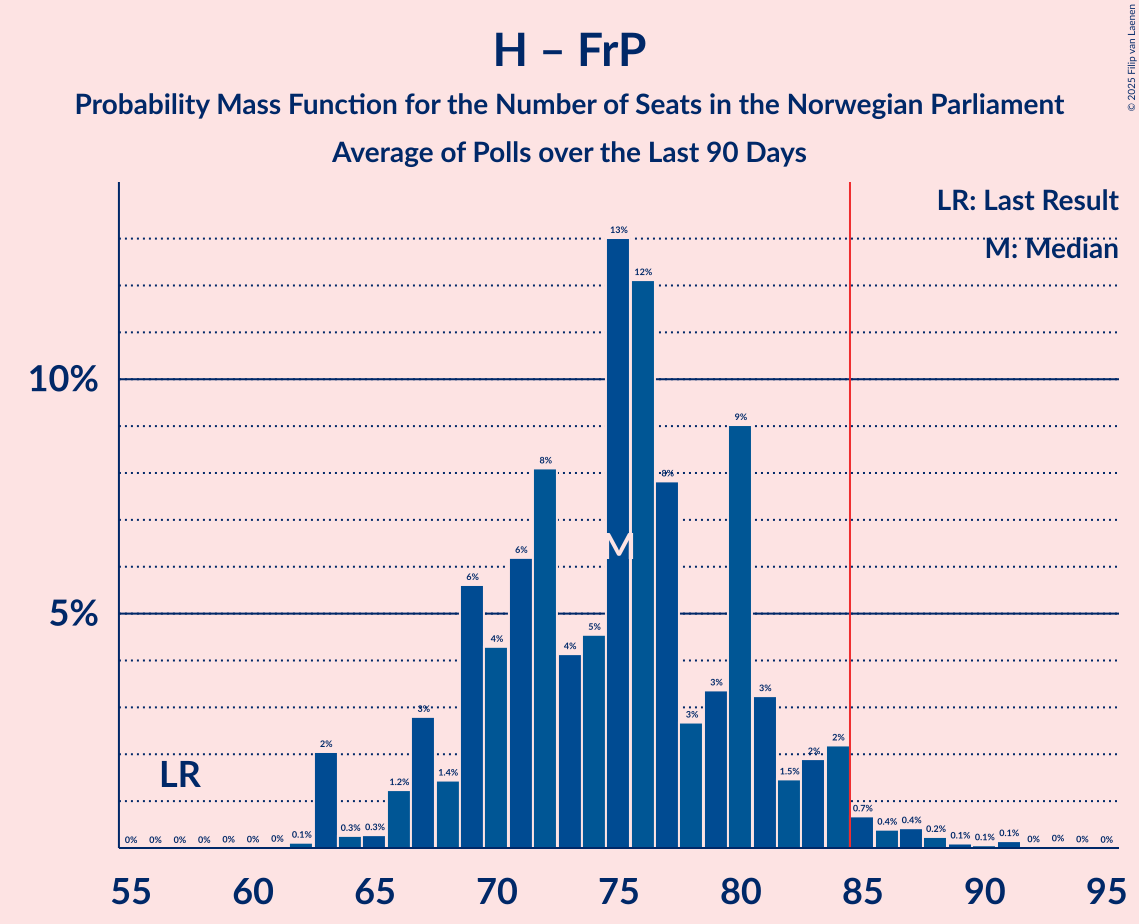 H – FrP
Probability Mass Function for the Number of Seats in the Norwegian Parliament
Average of Polls over the Last 90 Days
© 2025 Filip van Laenen
LR: Last Result
M: Median
10%
5%
LR
M
0% 0% 0% 0% 0% 0% 0% 0.1% 2% 0.3% 0.3% 1.2% 3% 1.4% 6% 4% 6% 8% 4% 5% 13% 12% 8% 3% 3% 9% 3% 1.5% 2% 2% 0.7% 0.4% 0.4% 0.2% 0.1% 0.1% 0.1% 0% 0% 0% 0%
55 60 65 70 75 80 85 90 95